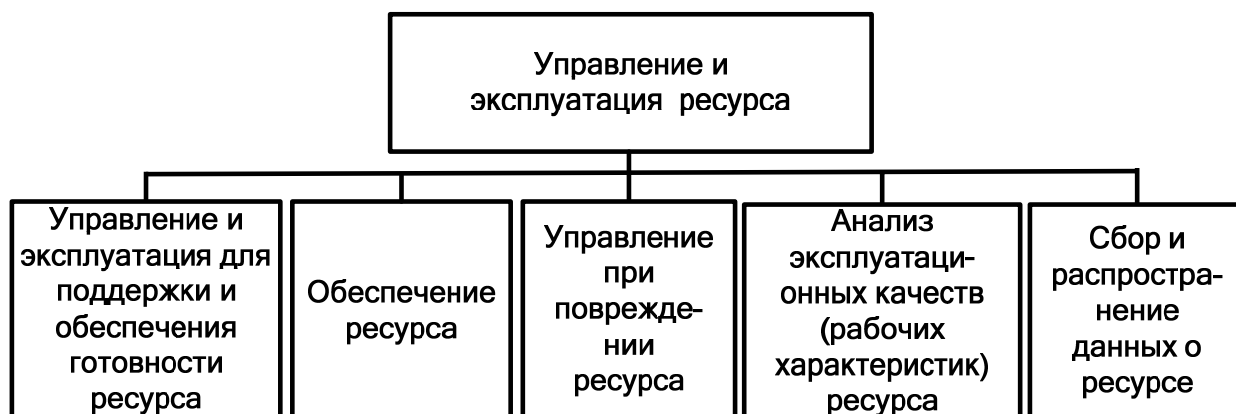 Управление и
эксплуатация ресурса
Управление и
эксплуатация для
поддержки и
обеспечения
готовности
ресурса
Обеспечение
ресурса
Управление
при
поврежде-
нии
ресурса
Анализ
эксплуатаци-
онных качеств
(рабочих
характеристик)
ресурса
Сбор и
распростра-
нение
данных о
ресурсе